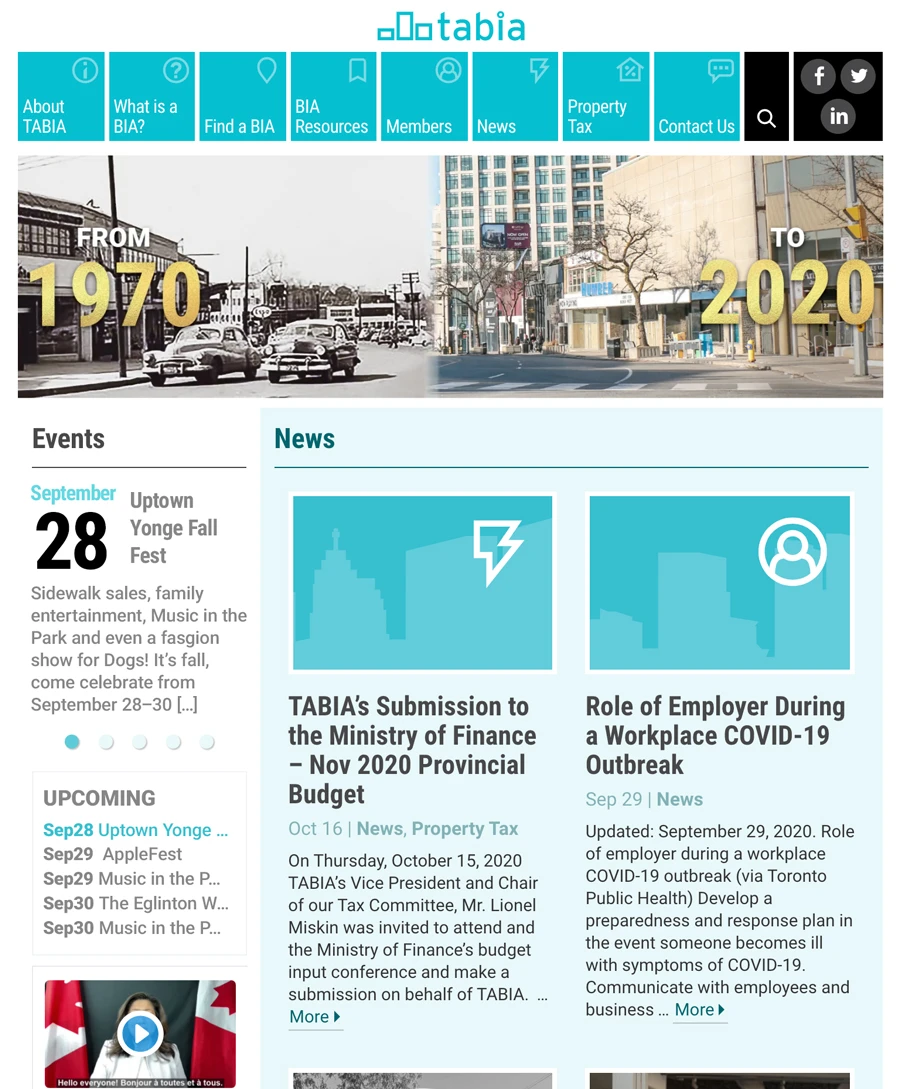 tabia
About
TABIA
What is a
BIA?
Find a BIA
BIA
Resources
Members
News
Property
Tax
Contact Us
f
in
FROM
1970
TO
2020
Events
September
28
Uptown
Yonge Fall
Fest
Sidewalk sales, family
entertainment, Music in the
Park and even a fasgion
show for Dogs! It’s fall,
come celebrate from
September 28–30 [...]
UPCOMING
Sep28 Uptown Yonge ...
Sep29 AppleFest
Sep29 Music in the P...
Sep30 The Eglinton W...
Sep30 Music in the P...
Hello everyone! Bonjour à toutes et à tous.
News
TABIA’s Submission to
the Ministry of Finance
– Nov 2020 Provincial
Budget
Oct 16 | News, Property Tax
On Thursday, October 15, 2020
TABIA’s Vice President and Chair
of our Tax Committee, Mr. Lionel
Miskin was invited to attend and
the Ministry of Finance’s budget
input conference and make a
submission on behalf of TABIA. ...
More
Role of Employer During
a Workplace COVID-19
Outbreak
Sep 29 | News
Updated: September 29, 2020. Role
of employer during a workplace
COVID-19 outbreak (via Toronto
Public Health) Develop a
preparedness and response plan in
the event someone becomes ill
with symptoms of COVID-19.
Communicate with employees and
business ... More